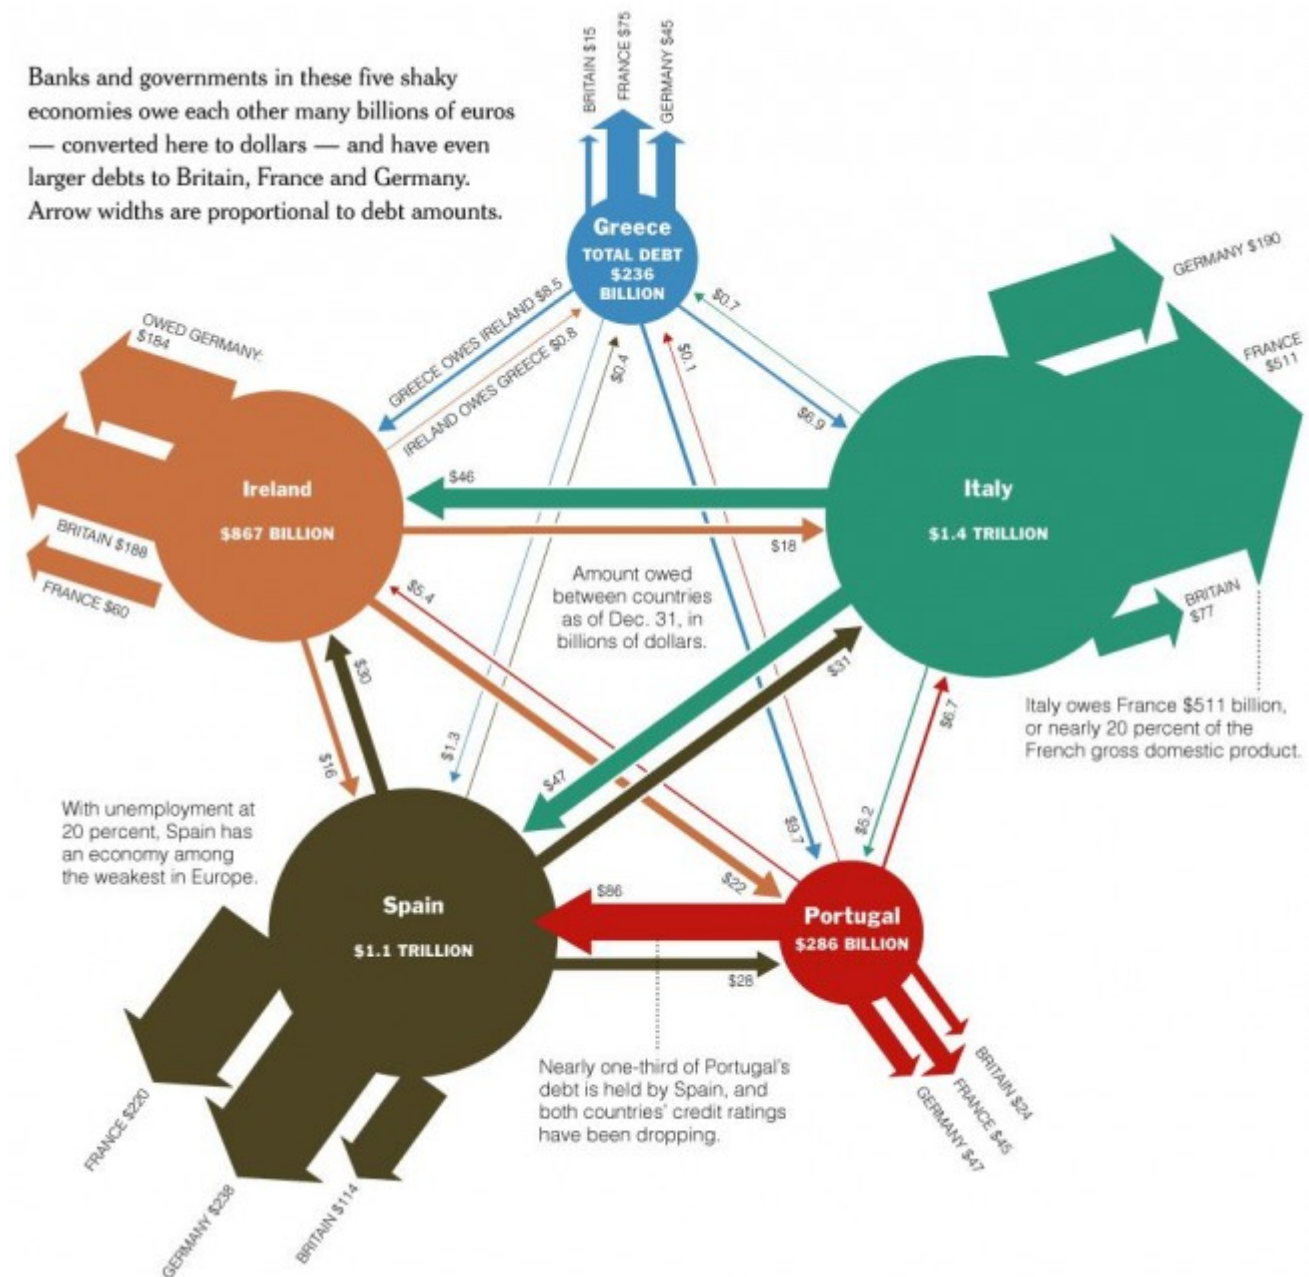 Banks and governments in these five shaky
economies owe each other many billions of euros
— converted here to dollars — and have even
larger debts to Britain, France and Germany.
Arrow widths are proportional to debt amounts.
BRITAIN $15
FRANCE $75
GERMANY $45
Greece
TOTAL DEBT
$236
BILLION
GERMANY $190
FRANCE
$511
BRITAIN
$77
OWED GERMANY:
$184
BRITAIN $188
FRANCE $60
GREECE OWES IRELAND $8.5
IRELAND OWES GREECE $0.8
$0.4
$0.1
$0.7
$6.9
Ireland
$867 BILLION
$46
$18
Italy
$1.4 TRILLION
Amount owed
between countries
as of Dec. 31, in
billions of dollars.
$5.4
$30
$16
$1.3
$47
$31
$22
$9.7
$5.2
$6.7
Italy owes France $511 billion,
or nearly 20 percent of the
French gross domestic product.
With unemployment at
20 percent, Spain has
an economy among
the weakest in Europe.
Spain
$1.1 TRILLION
$86
$28
Portugal
$286 BILLION
Nearly one-third of Portugal's
debt is held by Spain, and
both countries' credit ratings
have been dropping.
FRANCE $220
GERMANY $238
BRITAIN $114
BRITAIN $24
FRANCE $45
GERMANY $47